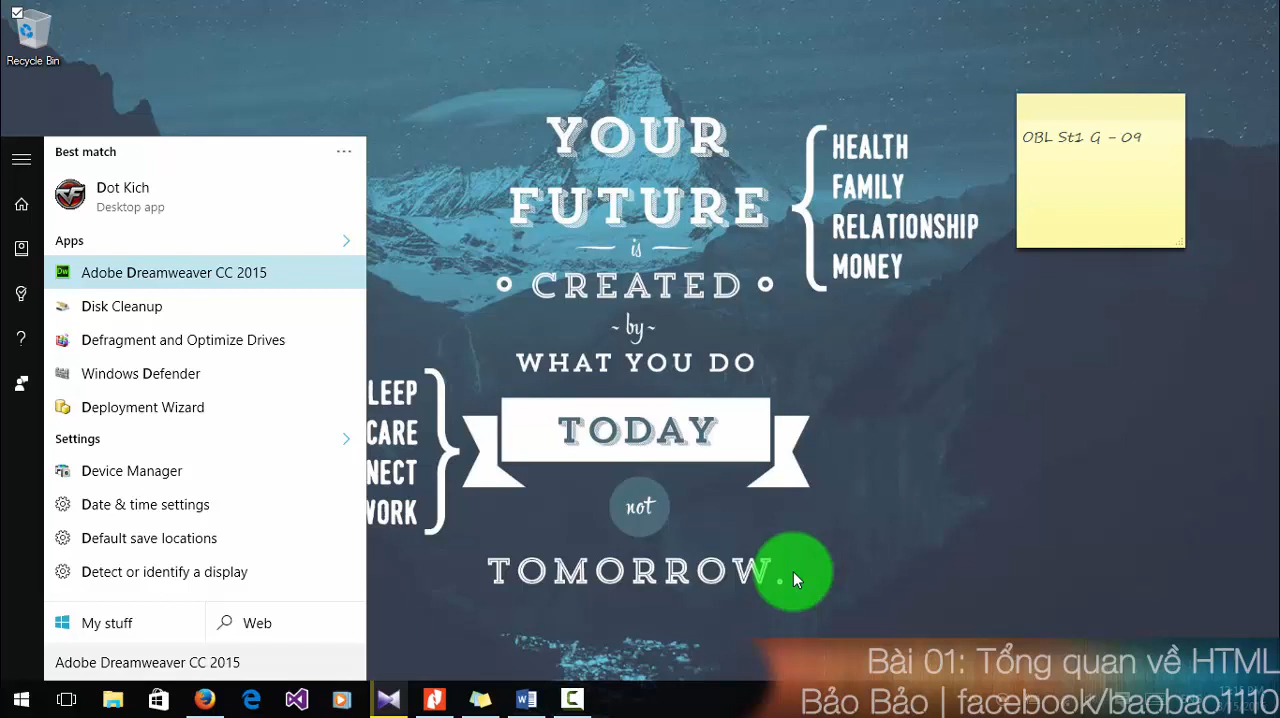 Recycle Bin
Best match
Dot Kich
Desktop app
Apps
Adobe Dreamweaver CC 2015
Disk Cleanup
Defragment and Optimize Drives
Windows Defender
Deployment Wizard
Settings
Device Manager
Date & time settings
Default save locations
Detect or identify a display
My stuff
Web
Adobe Dreamweaver CC 2015
YOUR
FUTURE
is
CREATED
~by~
WHAT YOU DO
TODAY
not
TOMORROW.
HEALTH
FAMILY
RELATIONSHIP
MONEY
LEEP
CARE
NECT
WORK
OBL St1 G - 09
Bài 01: Tổng quan về HTML
Bảo Bảo | facebook/baobao1110